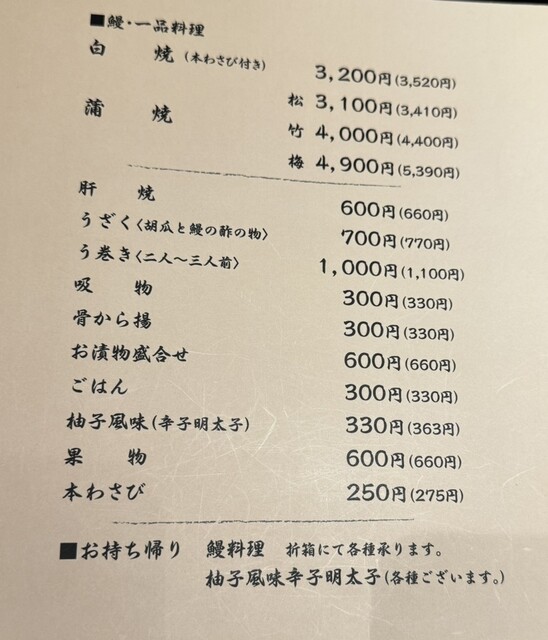 ■鰻・一品料理
白焼（本わさび付き） 3,200円(3,520円)
蒲焼 松 3,100円(3,410円)
竹 4,000円(4,400円)
梅 4,900円(5,390円)
肝焼 600円(660円)
うざく〈胡瓜と鰻の酢の物〉 700円(770円)
う巻き〈二人〜三人前〉 1,000円(1,100円)
吸物 300円(330円)
骨から揚 300円(330円)
お漬物盛合せ 600円(660円)
ごはん 300円(330円)
柚子風味（辛子明太子） 330円(363円)
果物 600円(660円)
本わさび 250円(275円)
■お持ち帰り 鰻料理 折箱にて各種承ります。
柚子風味辛子明太子（各種ございます。）